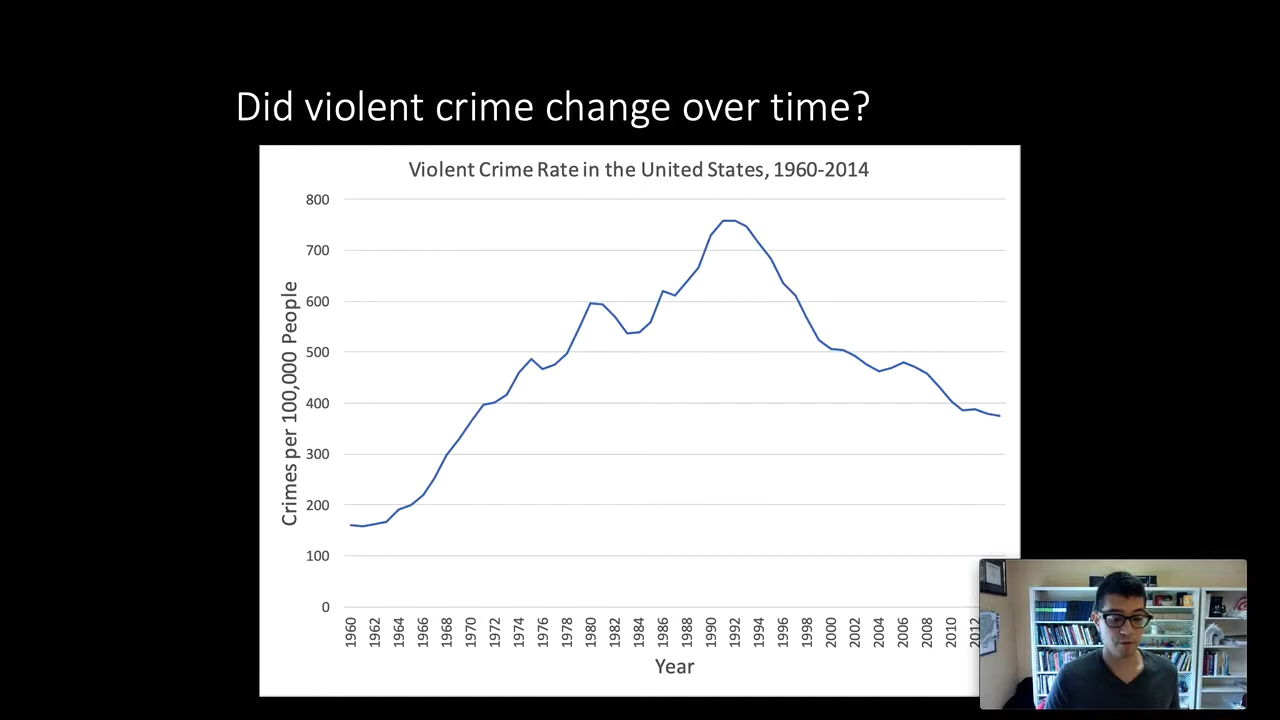 Did violent crime change over time?
Violent Crime Rate in the United States, 1960-2014
Crimes per 100,000 People
800
700
600
500
400
300
200
100
0
1960 1962 1964 1966 1968 1970 1972 1974 1976 1978 1980 1982 1984 1986 1988 1990 1992 1994 1996 1998 2000 2002 2004 2006 2008 2010 2012
Year